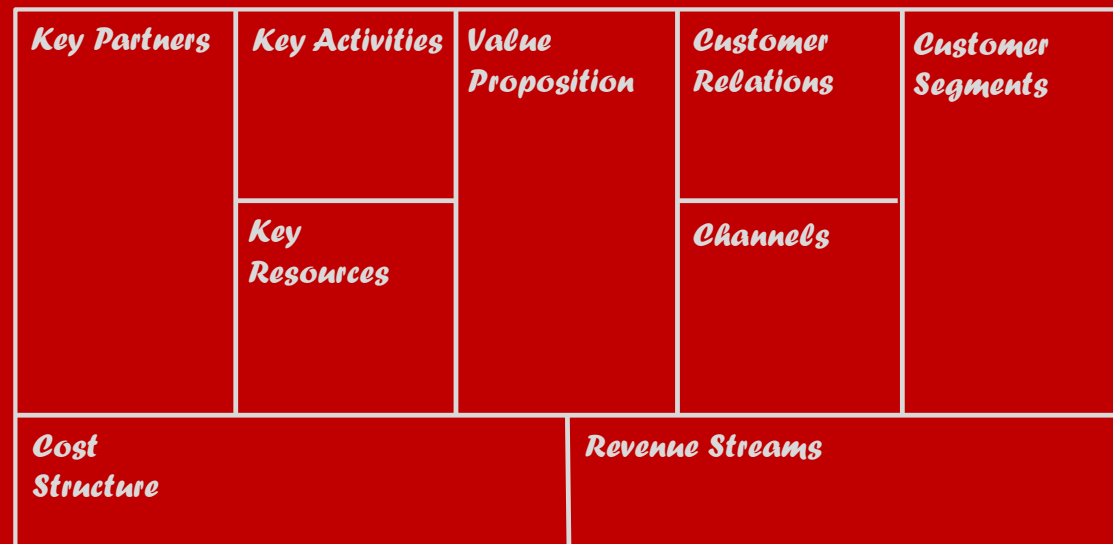 Key Partners
Key Activities
Value
Proposition
Customer
Relations
Customer
Segments
Key
Resources
Channels
Cost
Structure
Revenue Streams